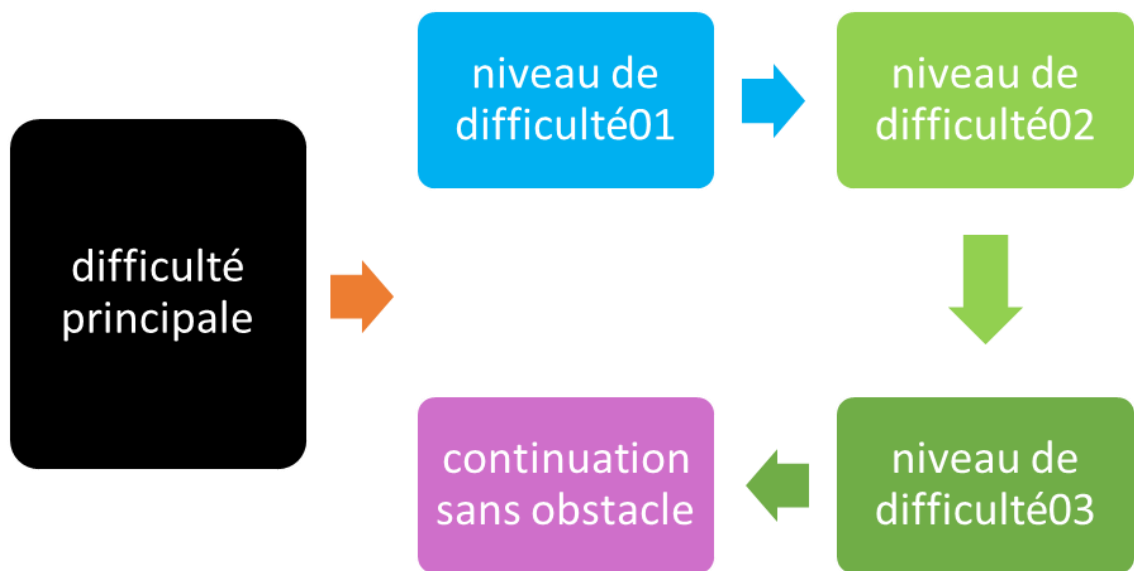 difficulté
principale
niveau de
difficulté01
niveau de
difficulté02
niveau de
difficulté03
continuation
sans obstacle